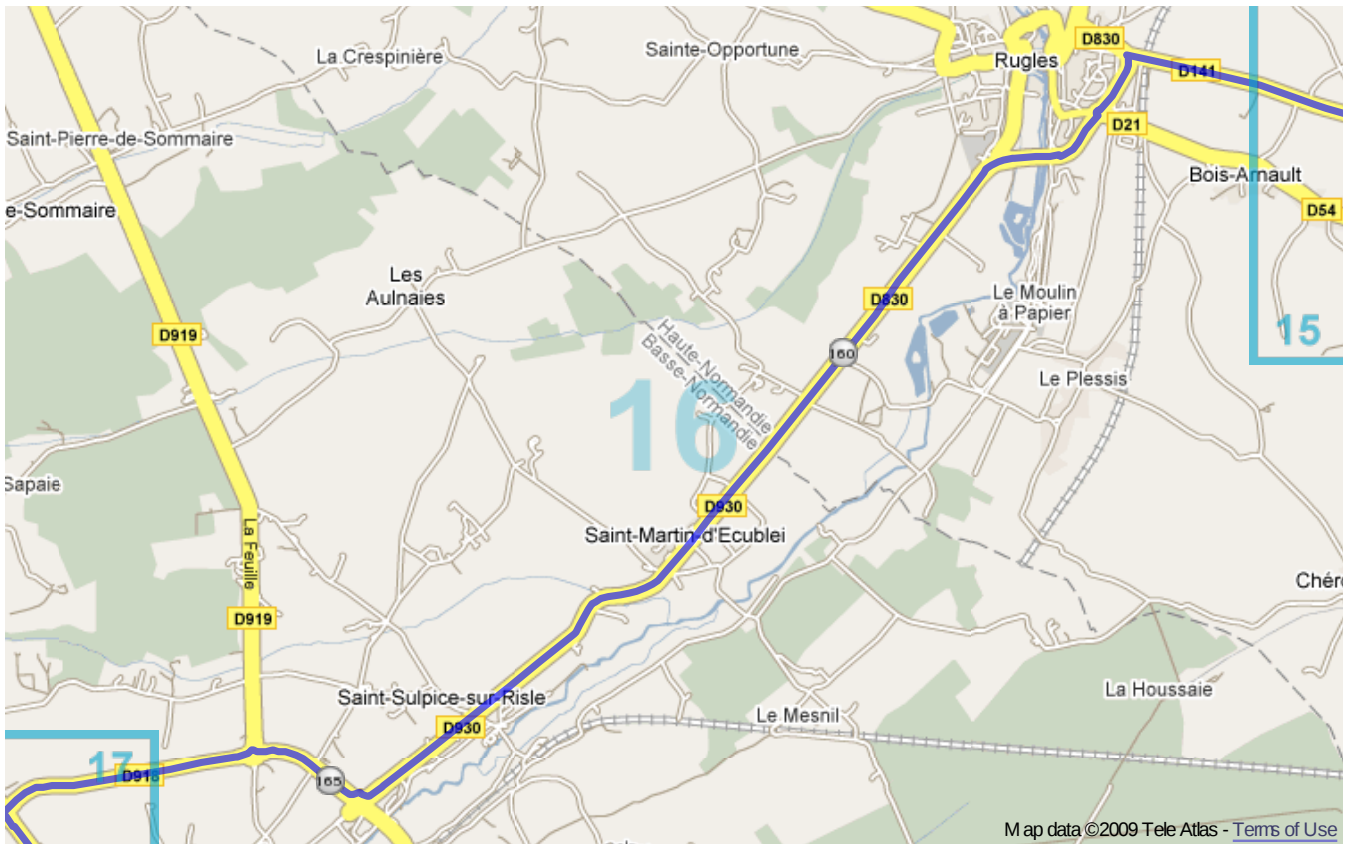 La Crespinière
Sainte-Opportune
D830
Rugles
D141
D21
Saint-Pierre-de-Sommaire
Bois-Arnault
e-Sommaire
D54
Les
Aulnaies
D830
Le Moulin
à Papier
D919
15
Haute-Normandie
Basse-Normandie
160
16
Le Plessis
Sapaie
D930
Saint-Martin-d'Ecublei
La Feuille
Chér
D919
La Houssaie
Saint-Sulpice-sur-Risle
Le Mesnil
D930
17
D918
165
Map data ©2009 Tele Atlas - Terms of Use